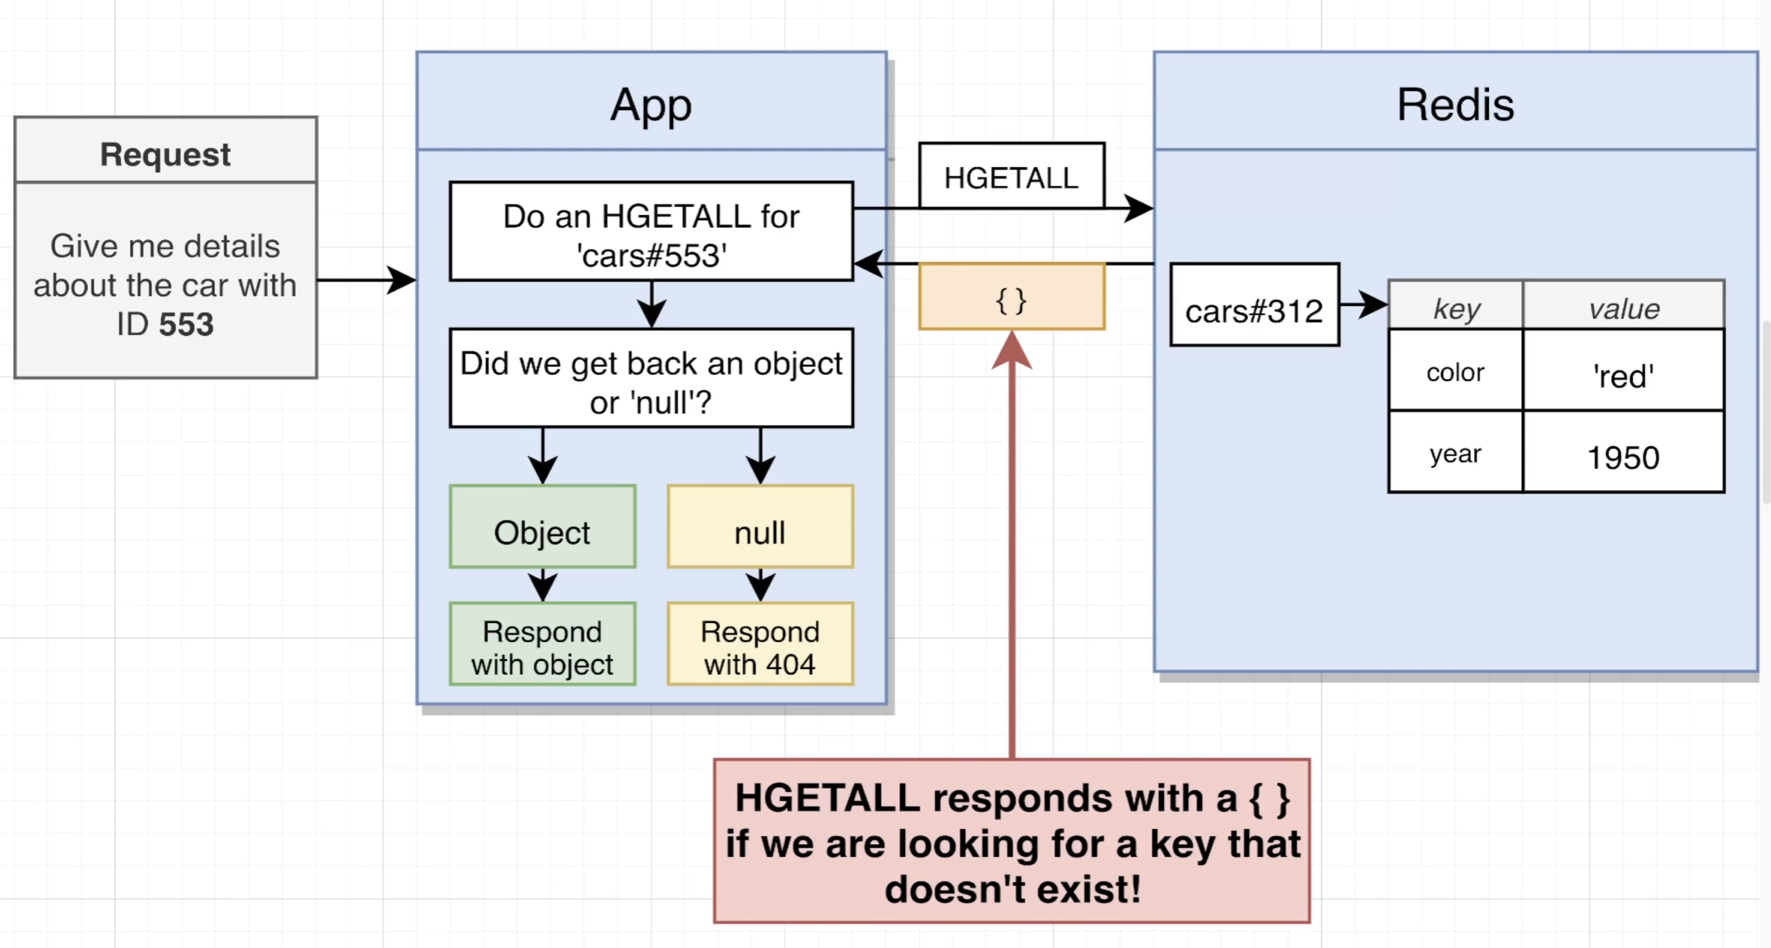 Request
Give me details
about the car with
ID 553
App
Do an HGETALL for
'cars#553'
Did we get back an object
or 'null'?
Object
null
Respond
with object
Respond
with 404
HGETALL
{ }
Redis
cars#312
key
value
color
'red'
year
1950
HGETALL responds with a { }
if we are looking for a key that
doesn't exist!